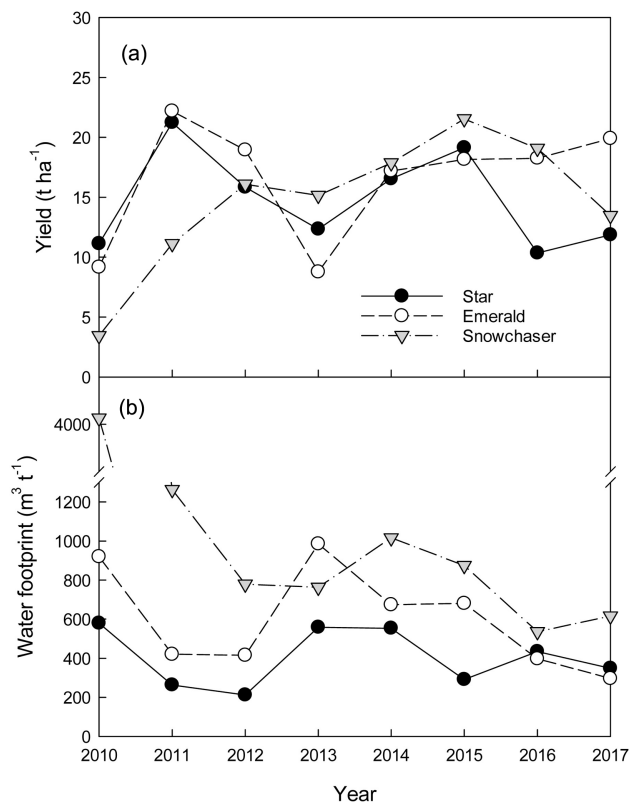 30
(a)
25
20
15
10
5
0
Yield (t ha⁻¹)
Star
Emerald
Snowchaser
(b)
4000
1200
1000
800
600
400
200
0
Water footprint (m³ t⁻¹)
2010 2011 2012 2013 2014 2015 2016 2017
Year